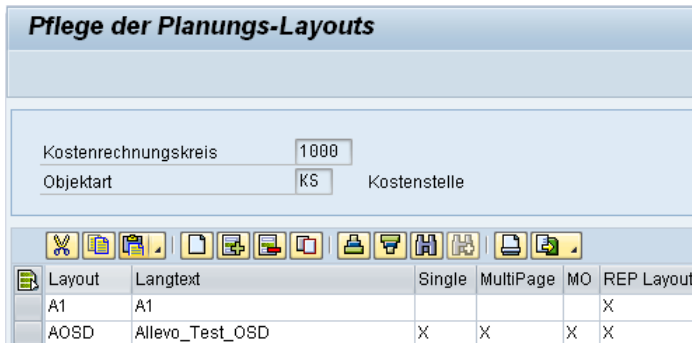 Pflege der Planungs-Layouts
Kostenrechnungskreis 1000
Objektart KS Kostenstelle
Layout Langtext Single MultiPage MO REP Layout
A1 A1 X
AOSD Allevo_Test_OSD X X X X